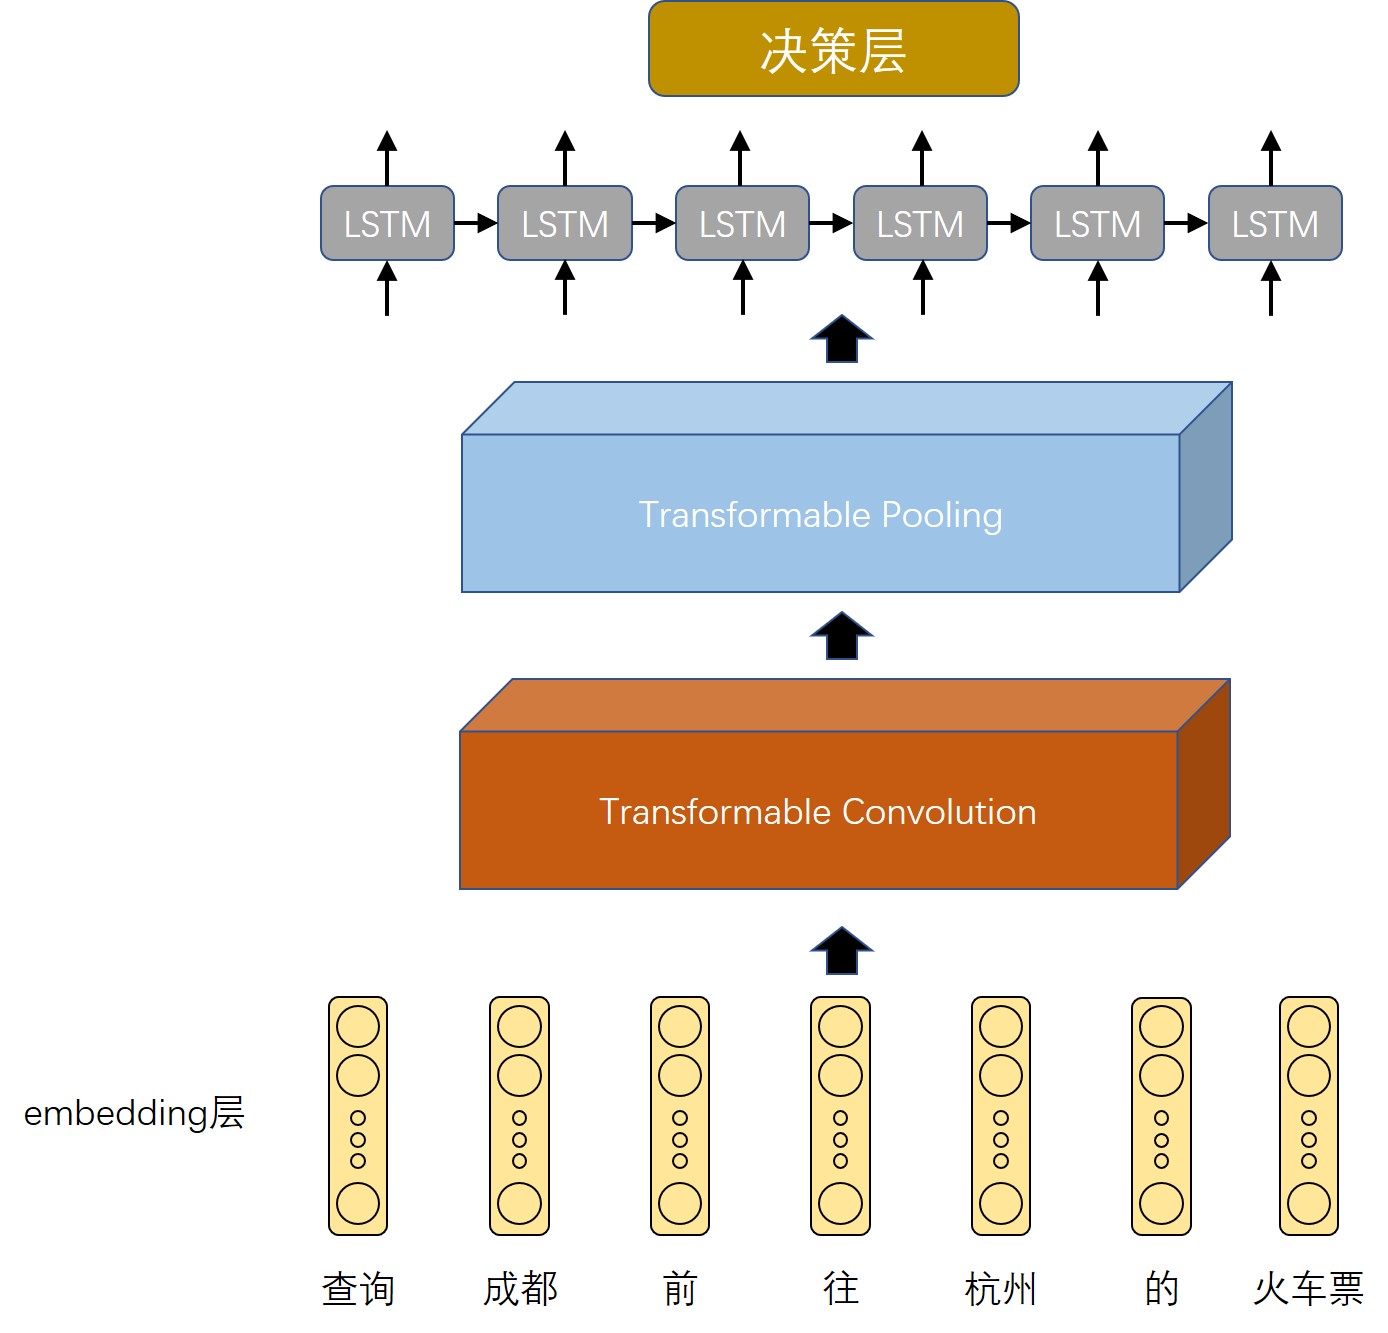 决策层
LSTM LSTM LSTM LSTM LSTM LSTM
Transformable Pooling
Transformable Convolution
embedding层
查询 成都 前 往 杭州 的 火车票